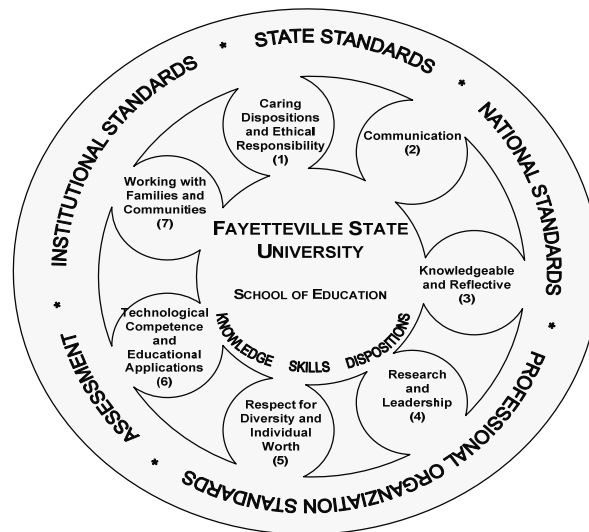 STATE STANDARDS
*
NATIONAL STANDARDS
*
PROFESSIONAL ORGANZIATION STANDARDS
*
ASSESSMENT
*
INSTITUTIONAL STANDARDS
*
Caring
Dispositions
and Ethical
Responsibility
(1)
Communication
(2)
Knowledgeable
and Reflective
(3)
Research and
Leadership
(4)
Respect for
Diversity and
Individual
Worth
(5)
Technological
Competence
and
Educational
Applications
(6)
Working with
Families and
Communities
(7)
FAYETTEVILLE STATE
UNIVERSITY
SCHOOL OF EDUCATION
KNOWLEDGE SKILLS DISPOSITIONS